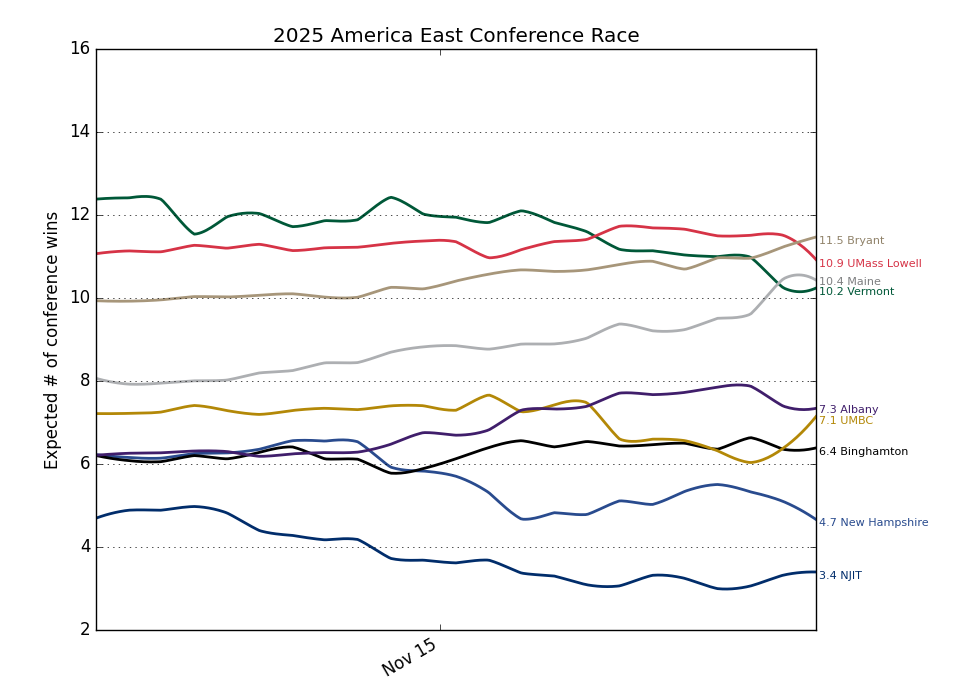 2025 America East Conference Race
Expected # of conference wins
16
14
12
10
8
6
4
2
Nov 15
11.5 Bryant
10.9 UMass Lowell
10.4 Maine
10.2 Vermont
7.3 Albany
7.1 UMBC
6.4 Binghamton
4.7 New Hampshire
3.4 NJIT